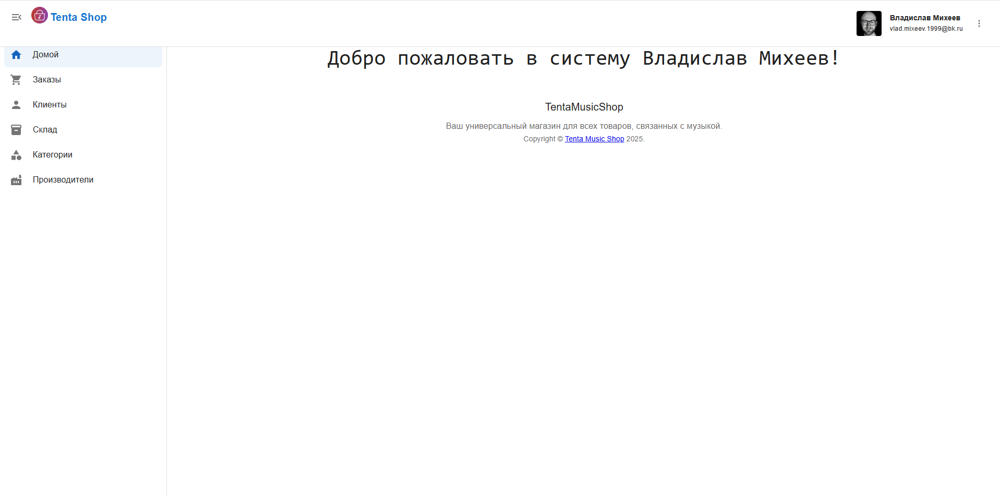 Tenta Shop
Владислав Михеев
vlad.mixeev.1999@bk.ru
Домой
Заказы
Клиенты
Склад
Категории
Производители
Добро пожаловать в систему Владислав Михеев!
TentaMusicShop
Ваш универсальный магазин для всех товаров, связанных с музыкой.
Copyright © Tenta Music Shop 2025.